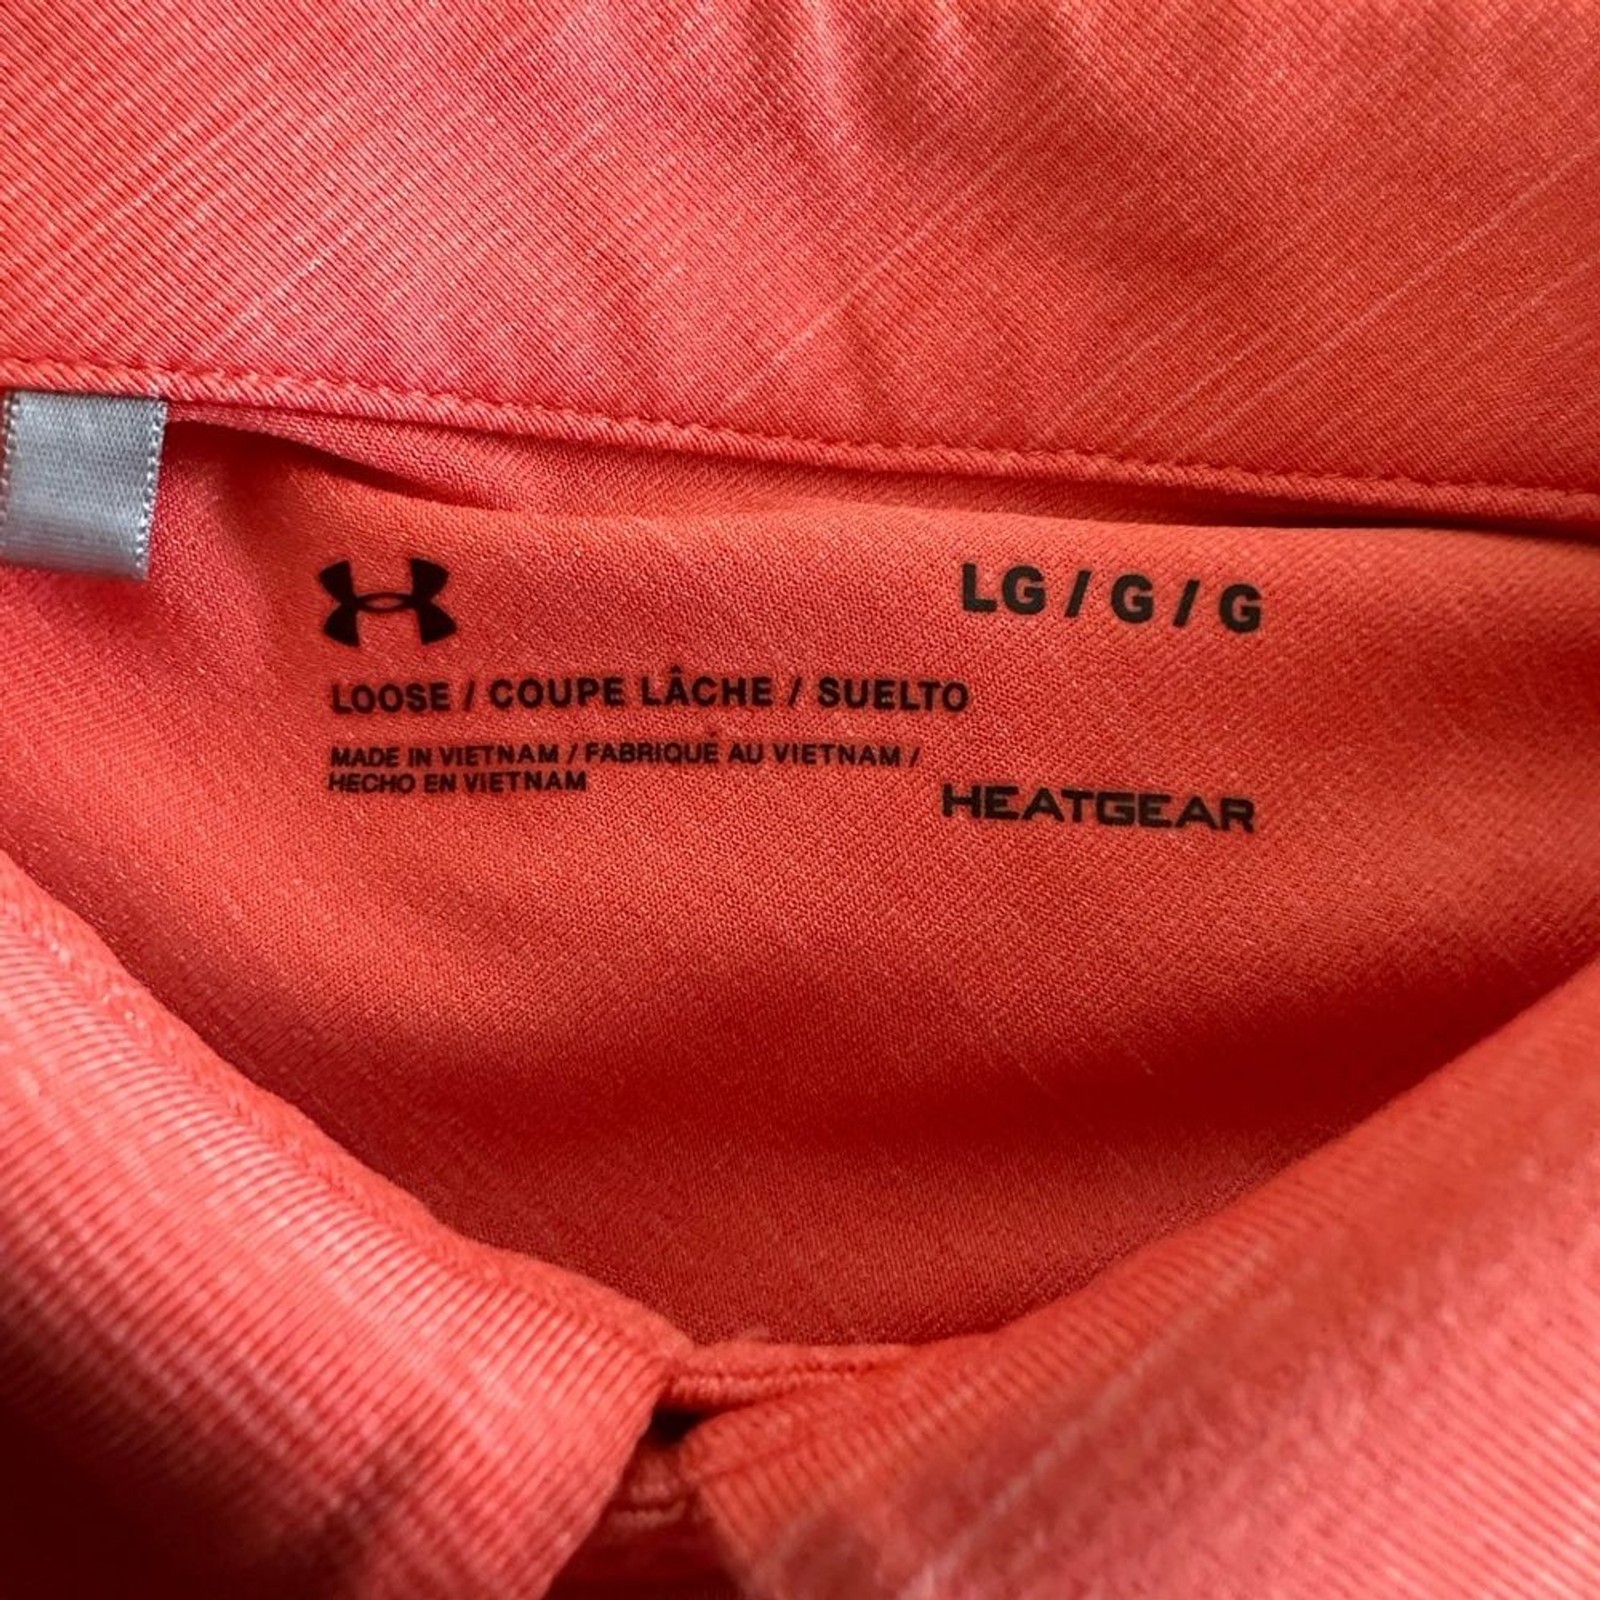 LG / G / G
LOOSE / COUPE LÂCHE / SUELTO
MADE IN VIETNAM / FABRIQUÉ AU VIETNAM /
HECHO EN VIETNAM
HEATGEAR